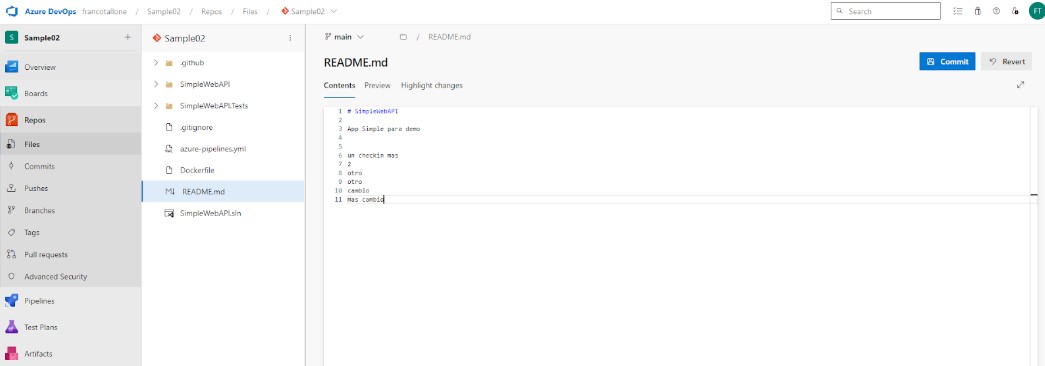 Azure DevOps francotallone / Sample02 / Repos / Files / Sample02
Search
FT
S Sample02 +
Overview
Boards
Repos
Files
Commits
Pushes
Branches
Tags
Pull requests
Advanced Security
Pipelines
Test Plans
Artifacts
Sample02
.github
SimpleWebAPI
SimpleWebAPI.Tests
.gitignore
azure-pipelines.yml
Dockerfile
M↓ README.md
SimpleWebAPI.sln
main / README.md
README.md
Commit
Revert
Contents Preview Highlight changes
1 # SimpleWebAPI
2
3 App Simple para demo
4
5
6 un checkin mas
7 2
8 otro
9 otro
10 cambio
11 mas cambio